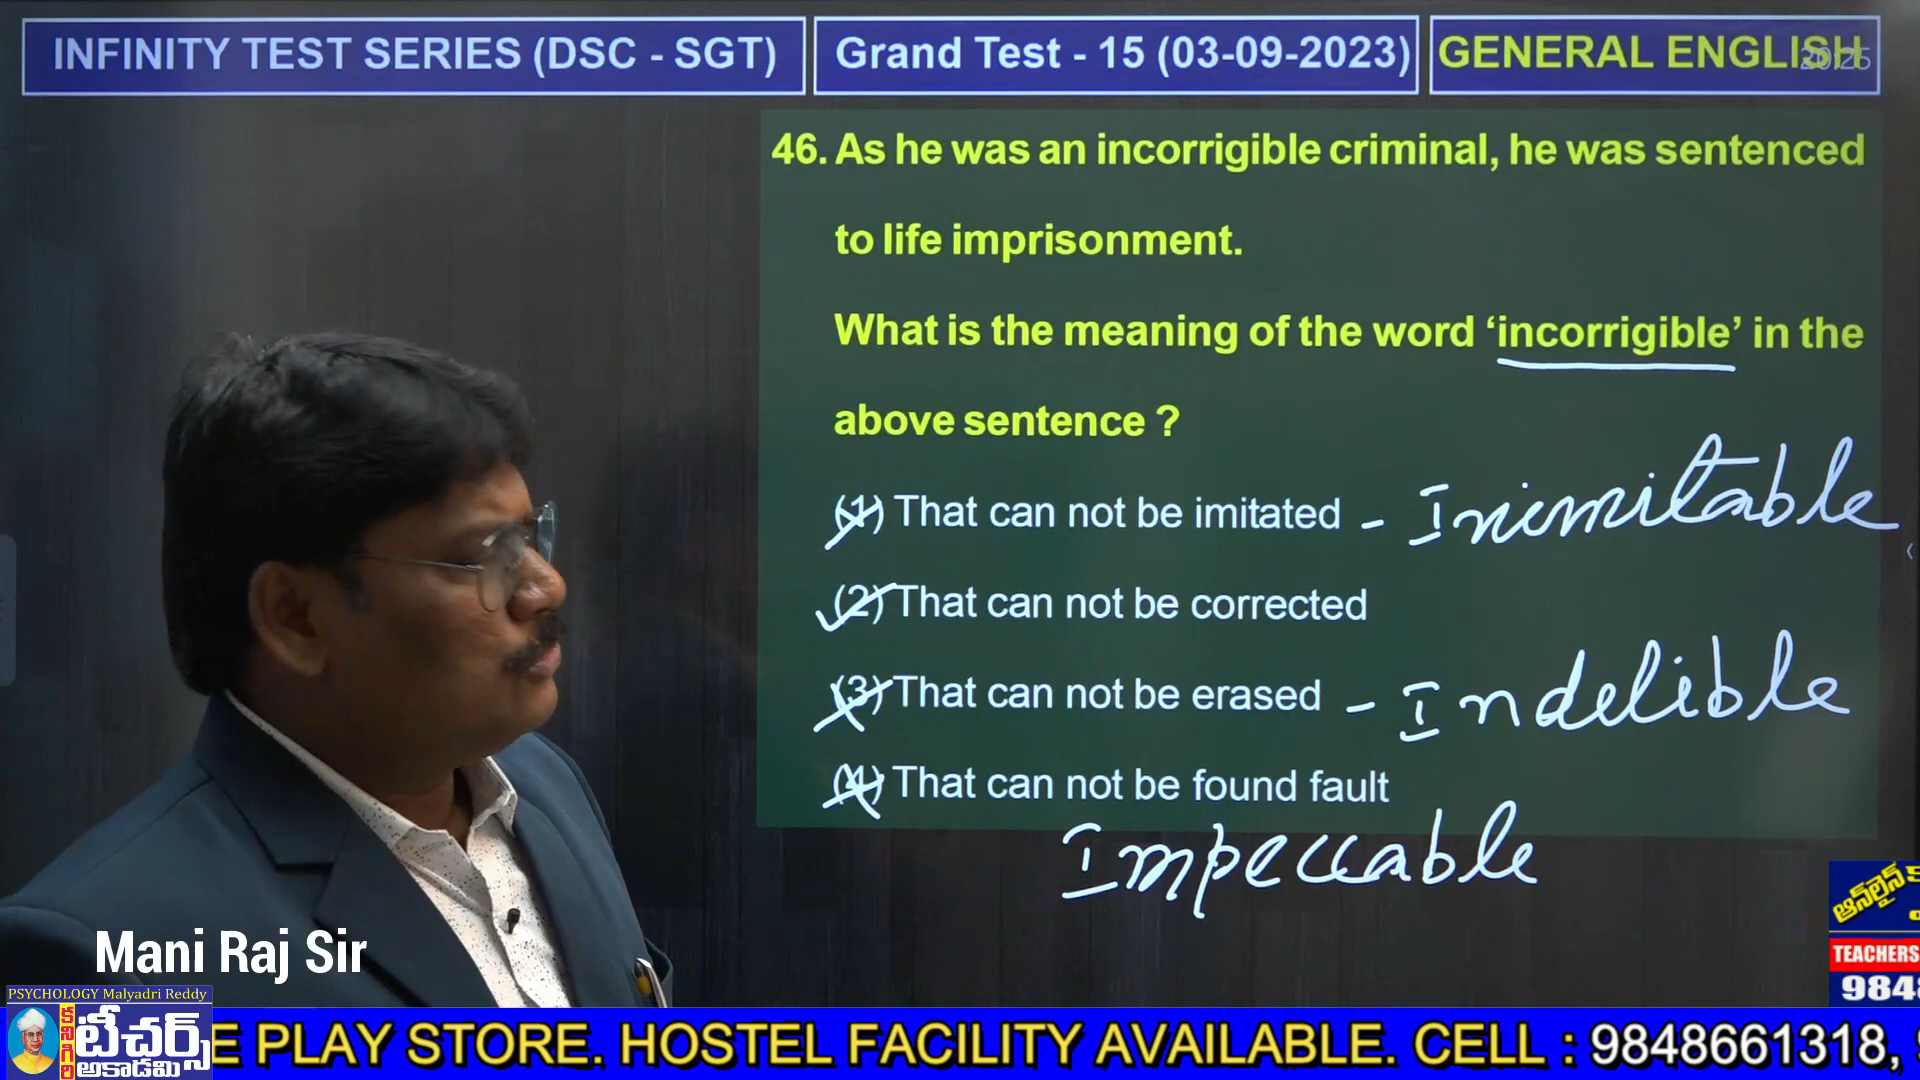 INFINITY TEST SERIES (DSC - SGT)
Grand Test - 15 (03-09-2023)
GENERAL ENGLISH
20:25
46. As he was an incorrigible criminal, he was sentenced
to life imprisonment.
What is the meaning of the word ‘incorrigible’ in the
above sentence ?
(1) That can not be imitated - Inimitable
(2) That can not be corrected
(3) That can not be erased - Indelible
(4) That can not be found fault
Impeccable
Mani Raj Sir
PSYCHOLOGY Malyadri Reddy
కనిగిరి
టీచర్స్
అకాడమి
ఆన్‌లైన్
TEACHERS
984
E PLAY STORE. HOSTEL FACILITY AVAILABLE. CELL : 9848661318,